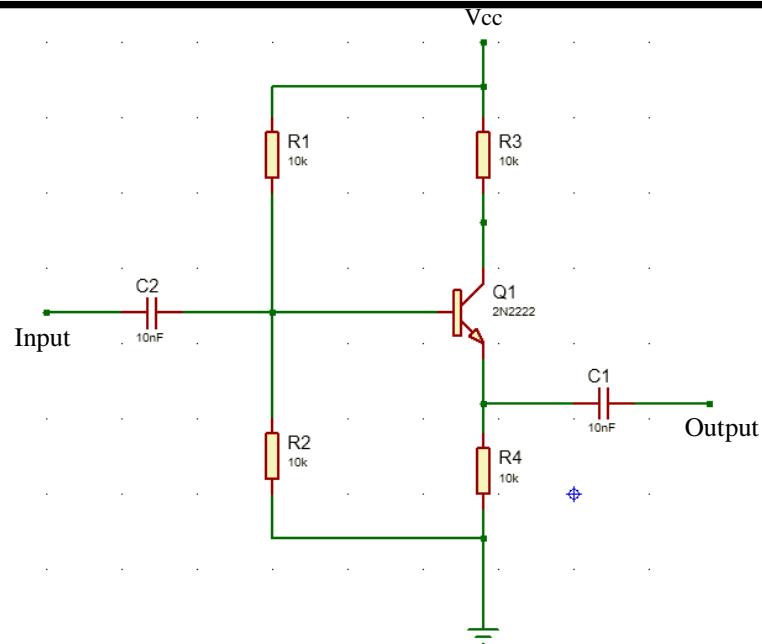 Vcc
R1
10k
R3
10k
C2
10nF
Input
Q1
2N2222
C1
10nF
Output
R2
10k
R4
10k